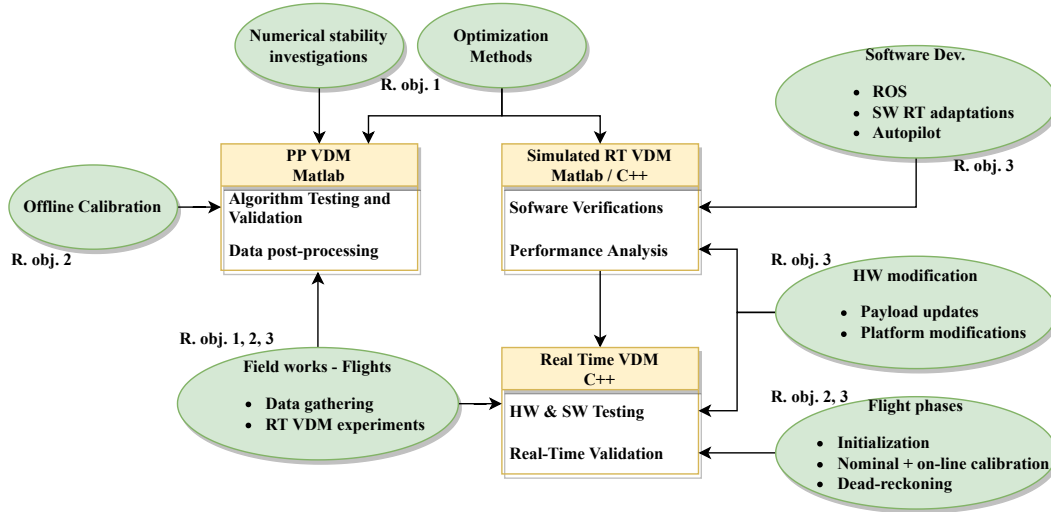 Numerical stability
investigations
Optimization
Methods
R. obj. 1
Software Dev.
• ROS
• SW RT adaptations
• Autopilot
R. obj. 3
PP VDM
Matlab
Algorithm Testing and
Validation
Data post-processing
Simulated RT VDM
Matlab / C++
Sofware Verifications
Performance Analysis
Offline Calibration
R. obj. 2
R. obj. 3
HW modification
• Payload updates
• Platform modifications
R. obj. 1, 2, 3
Field works - Flights
• Data gathering
• RT VDM experiments
Real Time VDM
C++
HW & SW Testing
Real-Time Validation
R. obj. 2, 3
Flight phases
• Initialization
• Nominal + on-line calibration
• Dead-reckoning